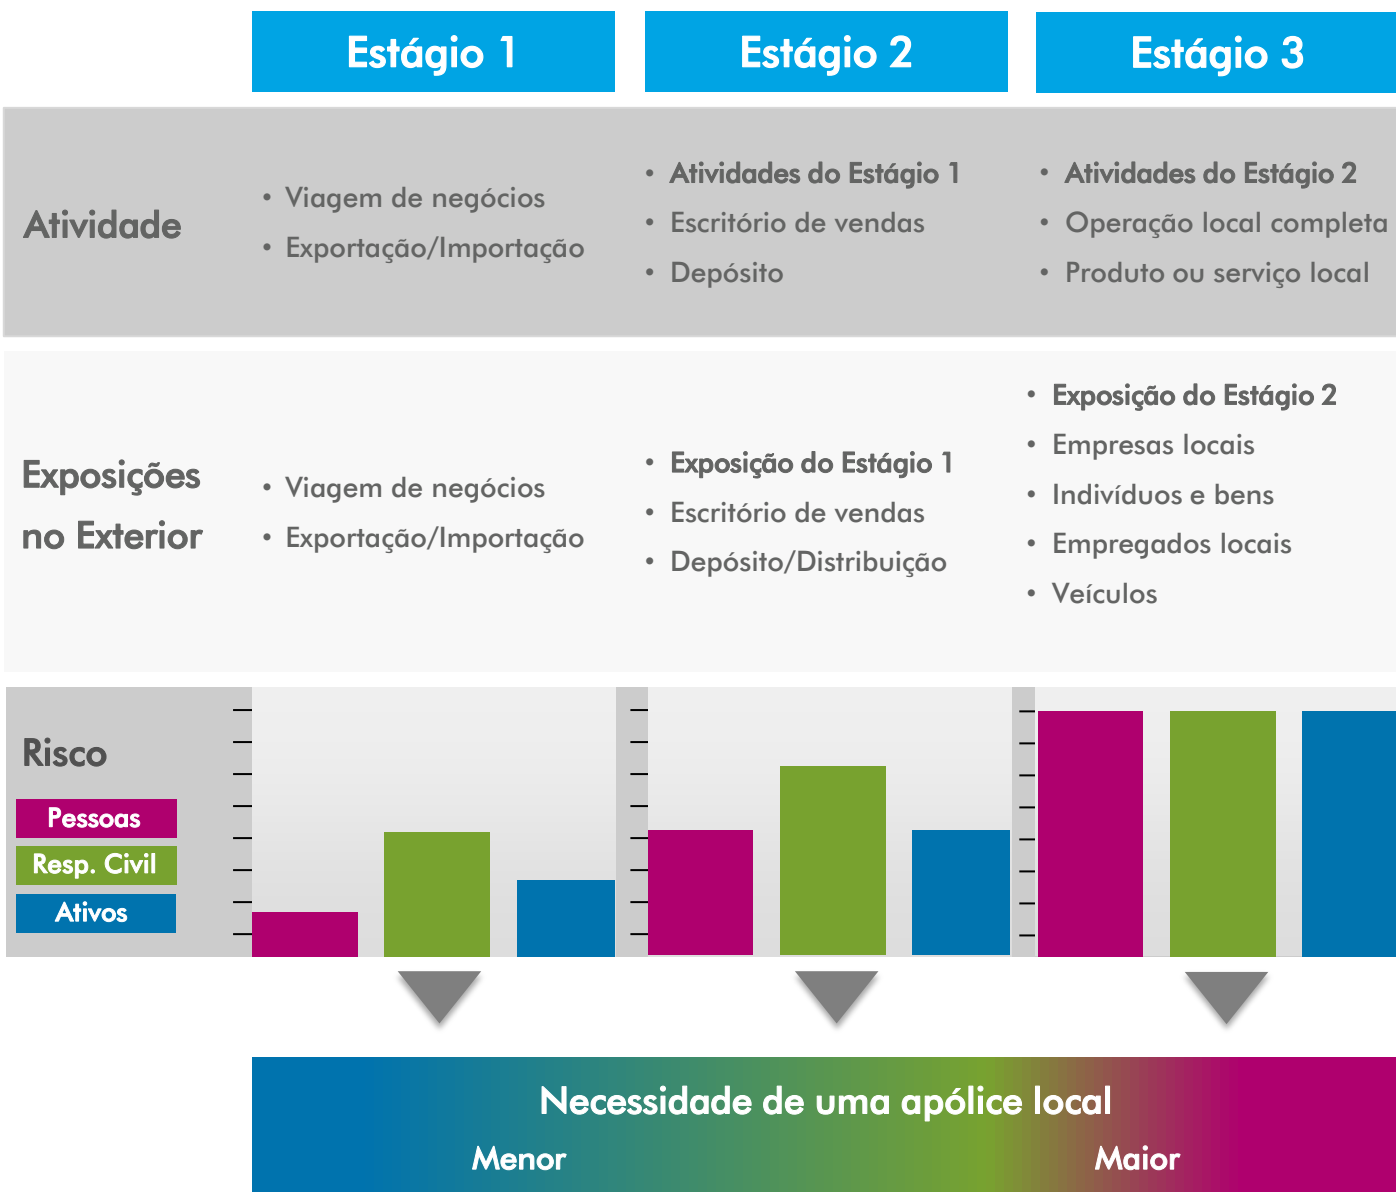 Estágio 1
Estágio 2
Estágio 3
Atividade
• Viagem de negócios
• Exportação/Importação
• Atividades do Estágio 1
• Escritório de vendas
• Depósito
• Atividades do Estágio 2
• Operação local completa
• Produto ou serviço local
Exposições
no Exterior
• Viagem de negócios
• Exportação/Importação
• Exposição do Estágio 1
• Escritório de vendas
• Depósito/Distribuição
• Exposição do Estágio 2
• Empresas locais
• Indivíduos e bens
• Empregados locais
• Veículos
Risco
Pessoas
Resp. Civil
Ativos
Necessidade de uma apólice local
Menor
Maior